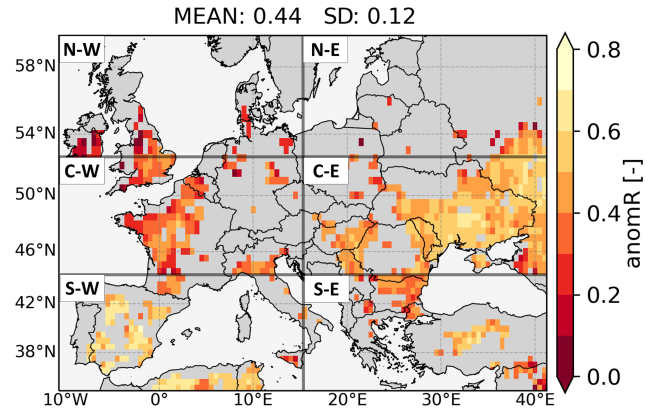 MEAN: 0.44 SD: 0.12
N-W N-E
58°N
54°N
C-W C-E
50°N
46°N
S-W S-E
42°N
38°N
10°W 0° 10°E 20°E 30°E 40°E
0.8
0.6
0.4
0.2
0.0
anomR [-]